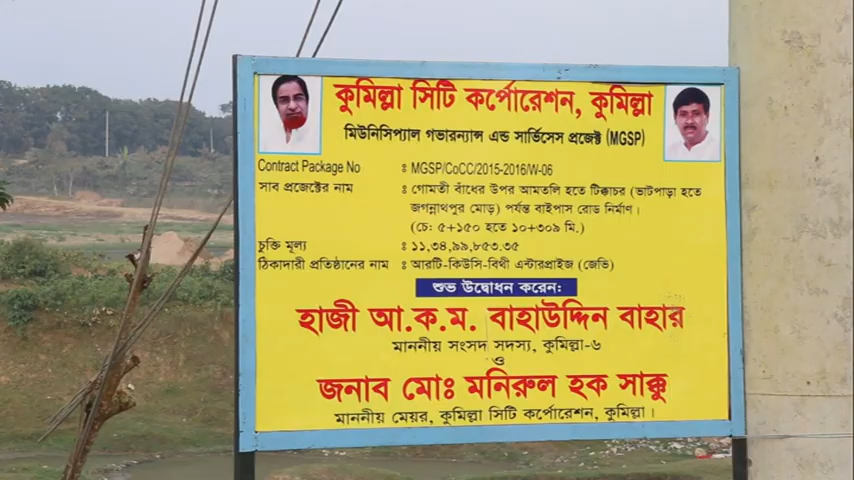 কুমিল্লা সিটি কর্পোরেশন, কুমিল্লা
মিউনিসিপ্যাল গভারন্যান্স এন্ড সার্ভিসেস প্রজেক্ট (MGSP)
Contract Package No : MGSP/CoCC/2015-2016/W-06
সাব প্রজেক্টের নাম : গোমতী বাঁধের উপর আমতলি হতে টিক্কাচর (ভাটপাড়া হতে
জগন্নাথপুর মোড়) পর্যন্ত বাইপাস রোড নির্মাণ।
(চে: ৫+১৫০ হতে ১০+৩০৯ মি.)
চুক্তি মূল্য : ১১,৩৪,৯৯,৮৫৩.৩৫
ঠিকাদারী প্রতিষ্ঠানের নাম : আরটি-কিউসি-বিথী এন্টারপ্রাইজ (জেভি)
শুভ উদ্বোধন করেন:
হাজী আ.ক.ম. বাহাউদ্দিন বাহার
মাননীয় সংসদ সদস্য, কুমিল্লা-৬
ও
জনাব মোঃ মনিরুল হক সাক্কু
মাননীয় মেয়র, কুমিল্লা সিটি কর্পোরেশন, কুমিল্লা।